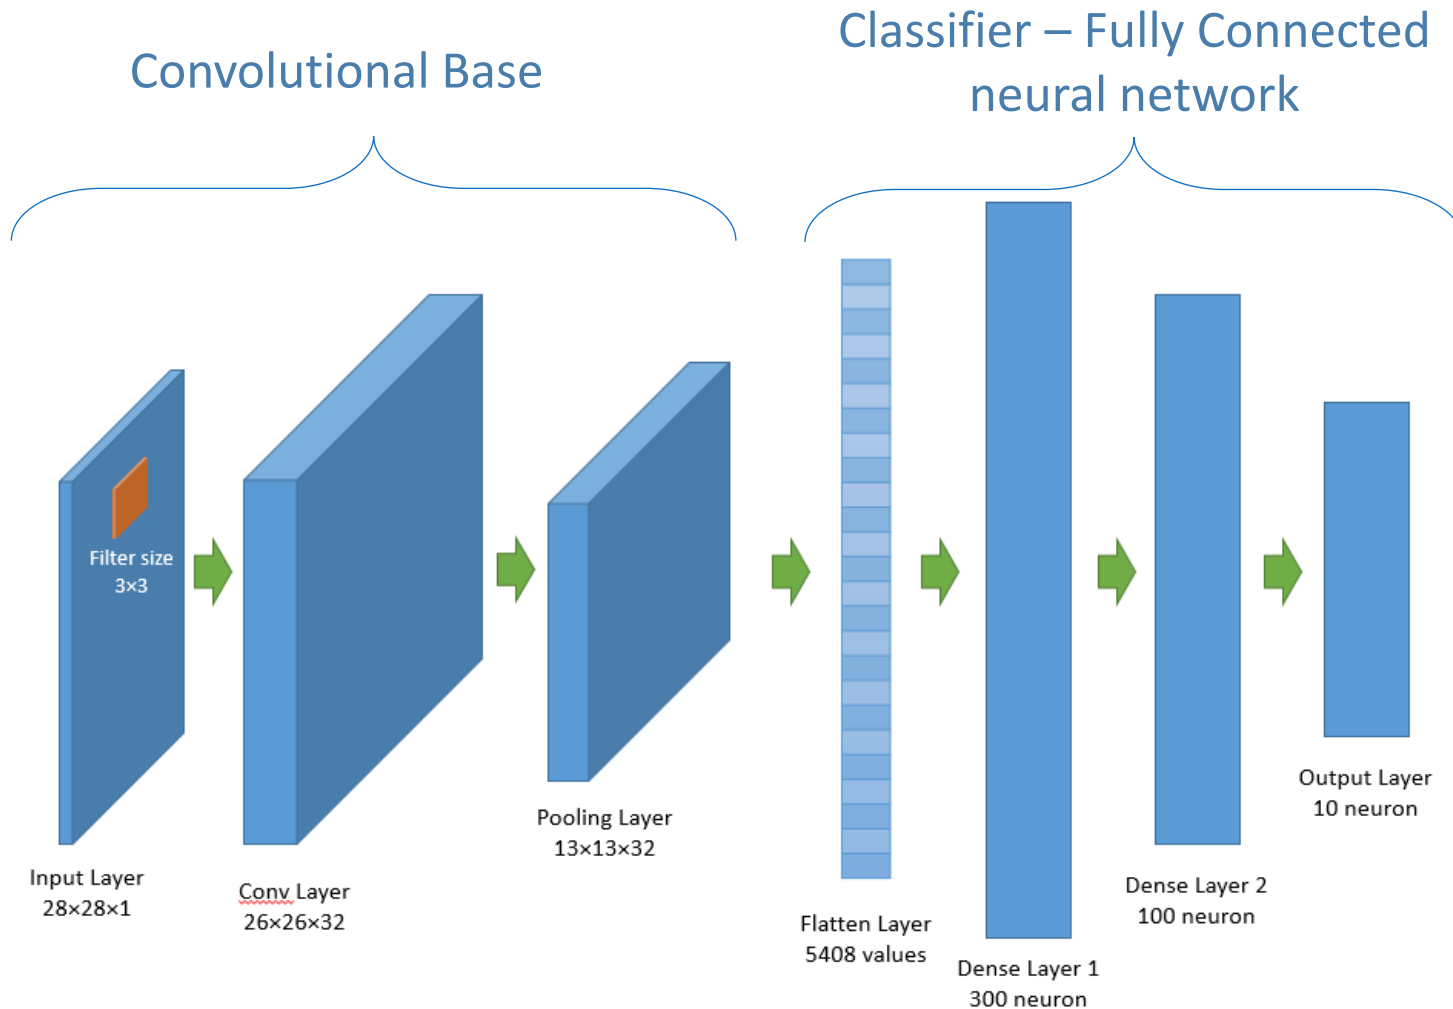 Convolutional Base
Classifier – Fully Connected
neural network
Filter size
3×3
Input Layer
28×28×1
Conv Layer
26×26×32
Pooling Layer
13×13×32
Flatten Layer
5408 values
Dense Layer 1
300 neuron
Dense Layer 2
100 neuron
Output Layer
10 neuron